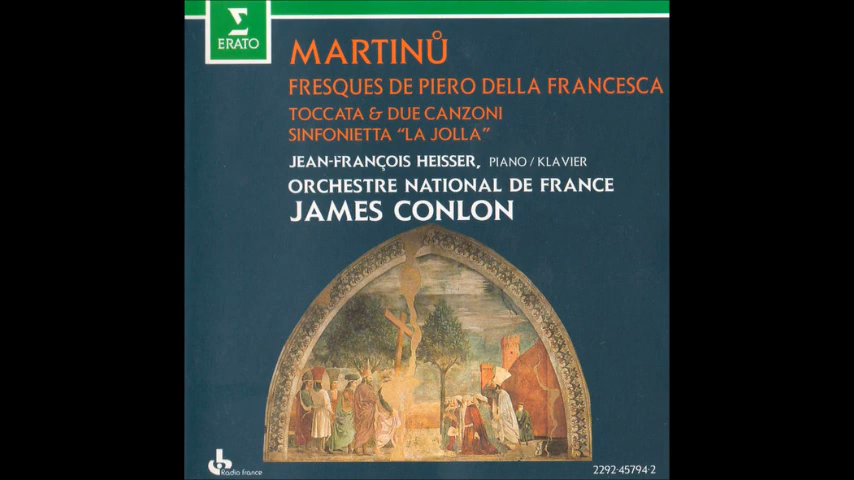 ERATO
MARTINŮ
FRESQUES DE PIERO DELLA FRANCESCA
TOCCATA & DUE CANZONI
SINFONIETTA “LA JOLLA”
JEAN-FRANÇOIS HEISSER, PIANO / KLAVIER
ORCHESTRE NATIONAL DE FRANCE
JAMES CONLON
Radio france
2292-45794-2